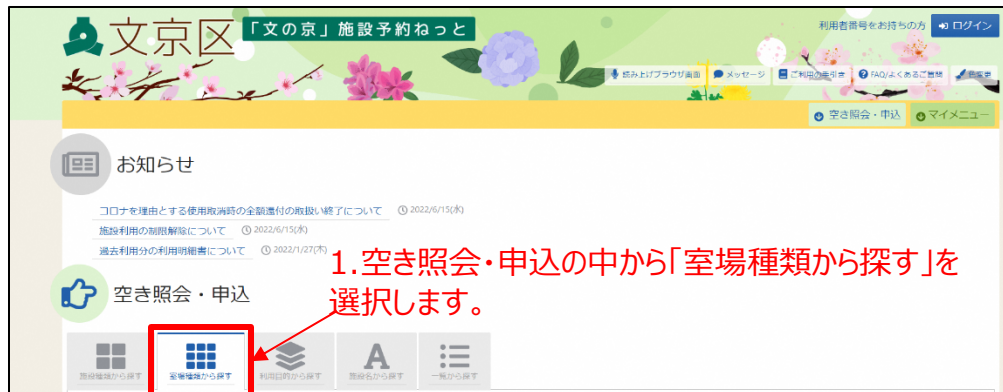 文京区
「文の京」施設予約ねっと
利用者番号をお持ちの方 ログイン
読み上げブラウザ画面 メッセージ ご利用の手引き FAQ/よくあるご質問 色変更
空き照会・申込 マイメニュー
お知らせ
コロナを理由とする使用取消時の全額還付の取扱い終了について 2022/6/15(水)
施設利用の制限解除について 2022/6/15(水)
過去利用分の利用明細書について 2022/1/27(木)
1.空き照会・申込の中から「室場種類から探す」を
選択します。
空き照会・申込
施設種類から探す 室場種類から探す 利用目的から探す 施設名から探す 一覧から探す